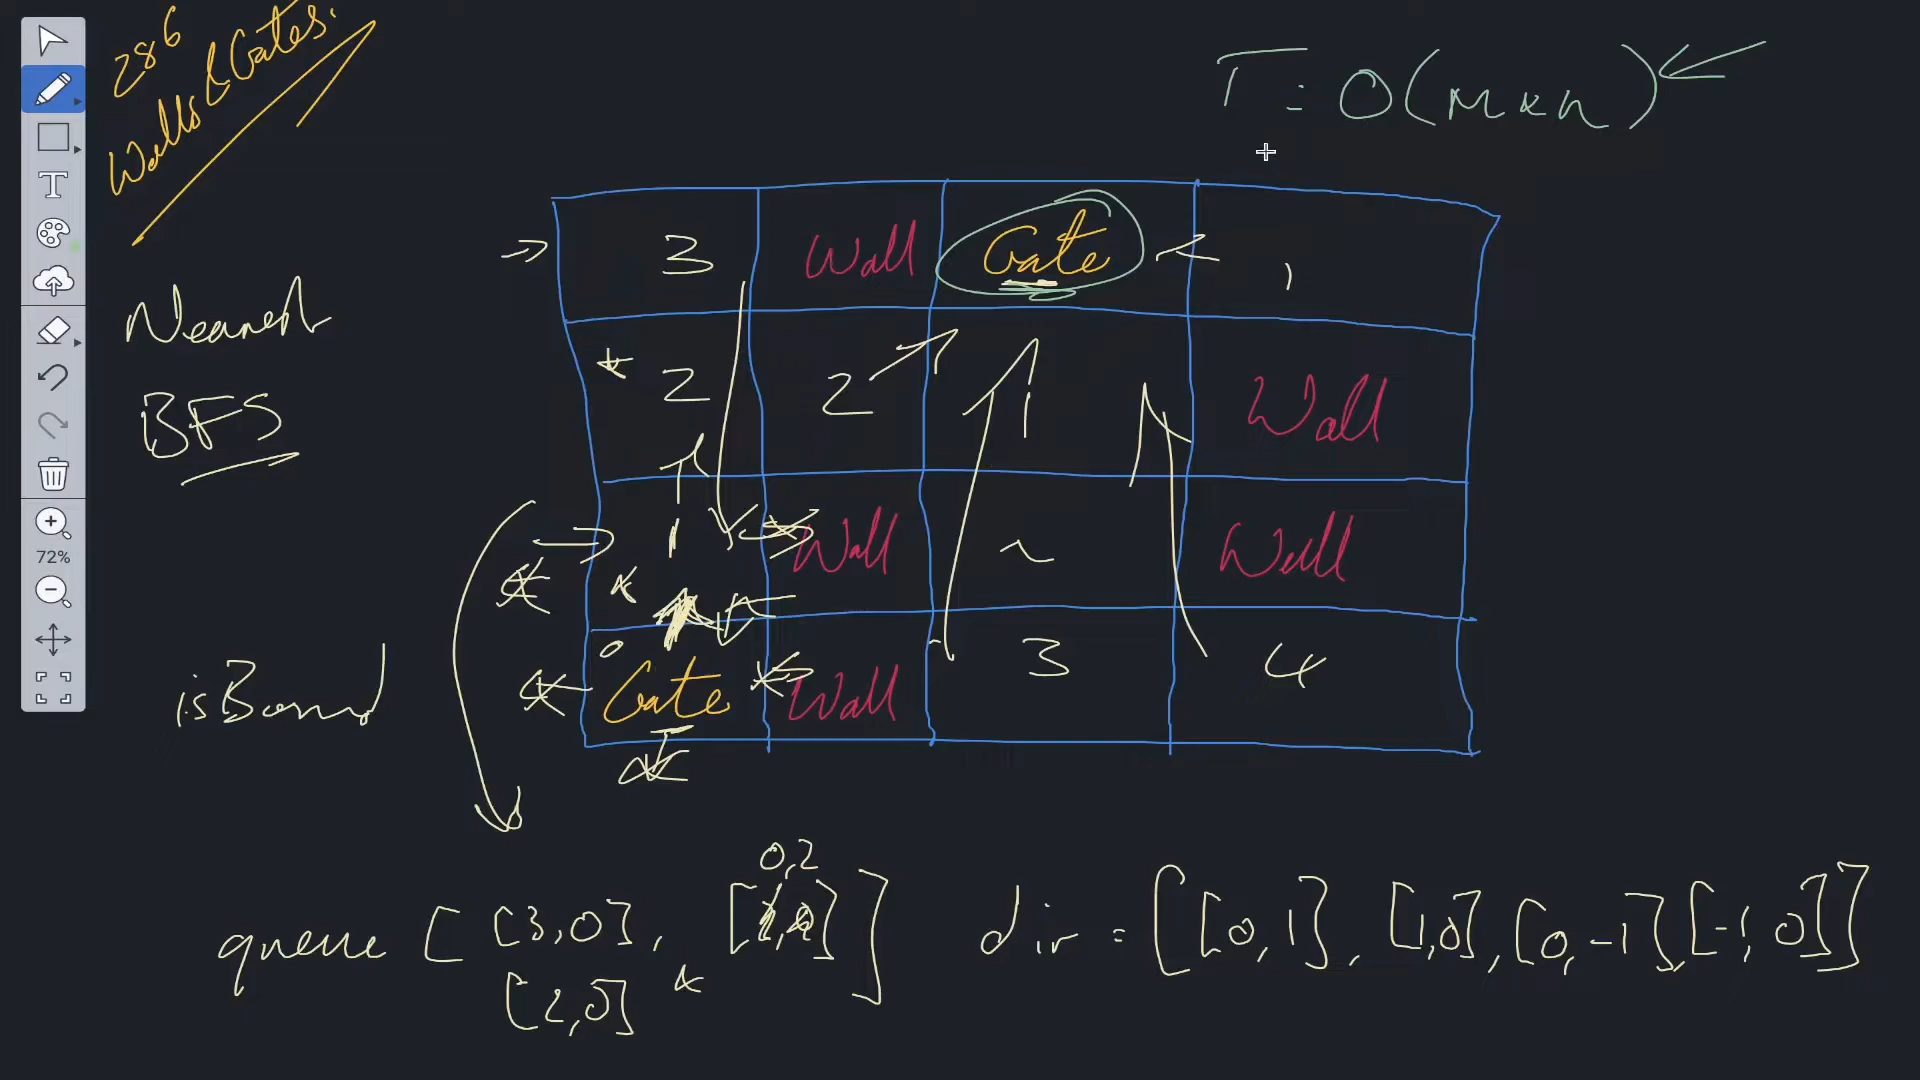 286
Walls & Gates.
T = O(m x n)
3 Wall Gate 1
Nearest
2 2 1 Wall
BFS
1 Wall 2 Wall
72%
0
Gate Wall 3 4
isBound
0,2
queue [ [3,0], [ ] ] dir = [[0,1], [1,0], [0,-1], [-1,0]]
[2,0]